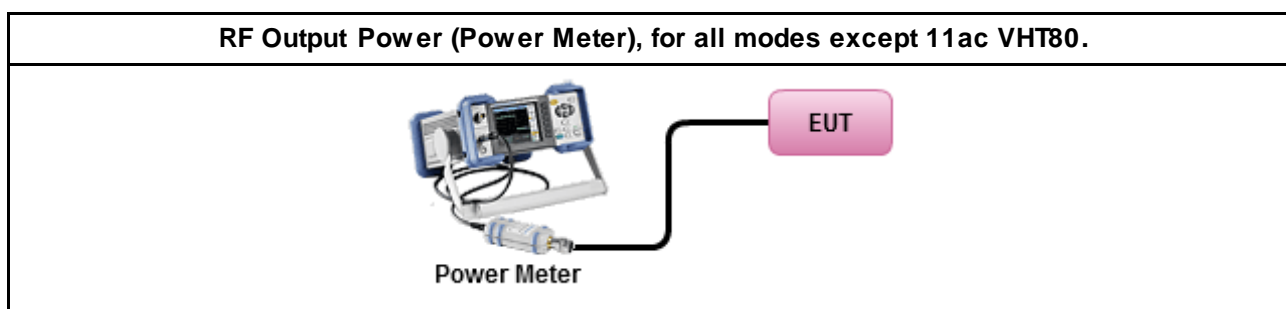 RF Output Power (Power Meter), for all modes except 11ac VHT80.
EUT
Power Meter